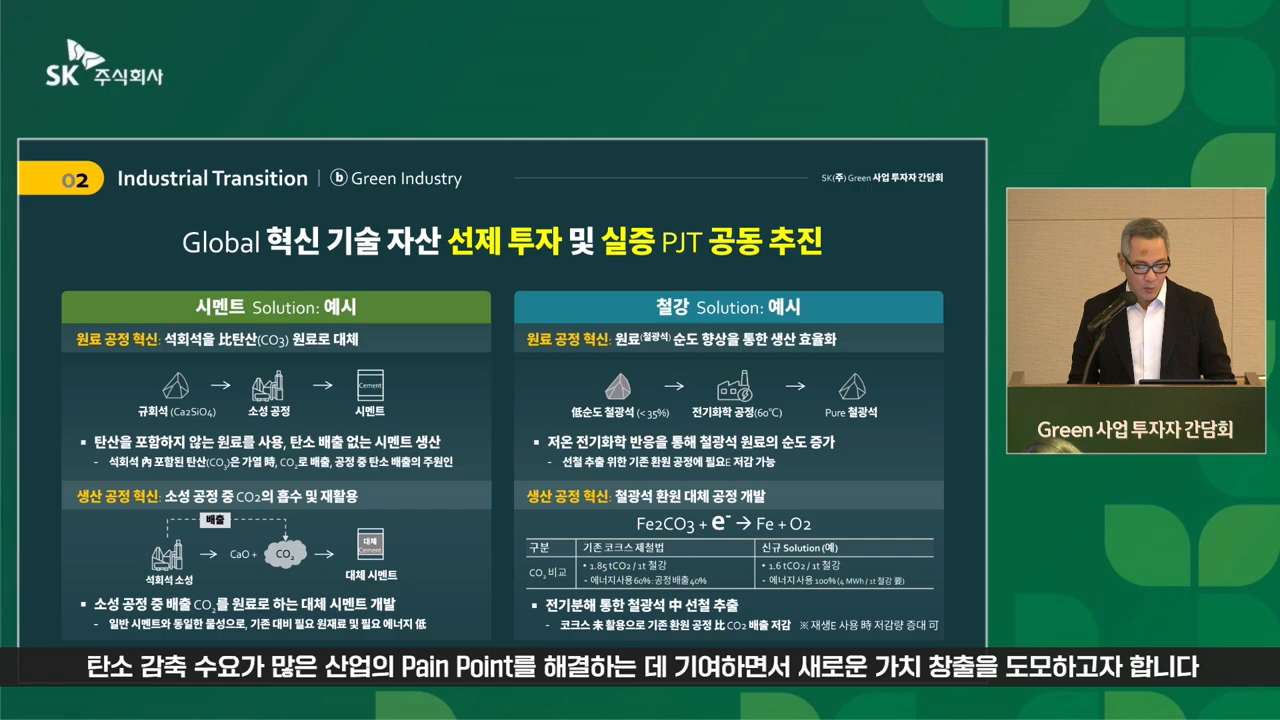 SK 주식회사
02
Industrial Transition | ⓑ Green Industry
SK(주) Green 사업 투자자 간담회
Global 혁신 기술 자산 선제 투자 및 실증 PJT 공동 추진
시멘트 Solution: 예시
원료 공정 혁신: 석회석을 比탄산(CO3) 원료로 대체
Cement
규회석 (Ca2SiO4) 소성 공정 시멘트
▪ 탄산을 포함하지 않는 원료를 사용, 탄소 배출 없는 시멘트 생산
- 석회석 內 포함된 탄산(CO₃)은 가열 時, CO₂로 배출, 공정 중 탄소 배출의 주원인
생산 공정 혁신: 소성 공정 중 CO2의 흡수 및 재활용
배출
→ CaO + CO₂ →
대체
Cement
석회석 소성
대체 시멘트
▪ 소성 공정 중 배출 CO₂를 원료로 하는 대체 시멘트 개발
- 일반 시멘트와 동일한 물성으로, 기존 대비 필요 원재료 및 필요 에너지 低
철강 Solution: 예시
원료 공정 혁신: 원료(철광석) 순도 향상을 통한 생산 효율화
低순도 철광석 (< 35%) 전기화학 공정(60℃) Pure 철광석
▪ 저온 전기화학 반응을 통해 철광석 원료의 순도 증가
- 선철 추출 위한 기존 환원 공정에 필요E 저감 가능
생산 공정 혁신: 철광석 환원 대체 공정 개발
Fe2CO3 + e⁻ → Fe + O2
구분 기존 코크스 제철법 신규 Solution (예)
CO₂ 비교
• 1.85 tCO2 / 1t 철강
- 에너지사용 60% : 공정 배출 40%
• 1.6 tCO2 / 1t 철강
- 에너지사용 100% (4 MWh / 1t 철강 要)
▪ 전기분해 통한 철광석 中 선철 추출
- 코크스 未 활용으로 기존 환원 공정 比 CO2 배출 저감 ※ 재생E 사용 時 저감량 증대 可
Green 사업 투자자 간담회
탄소 감축 수요가 많은 산업의 Pain Point를 해결하는 데 기여하면서 새로운 가치 창출을 도모하고자 합니다